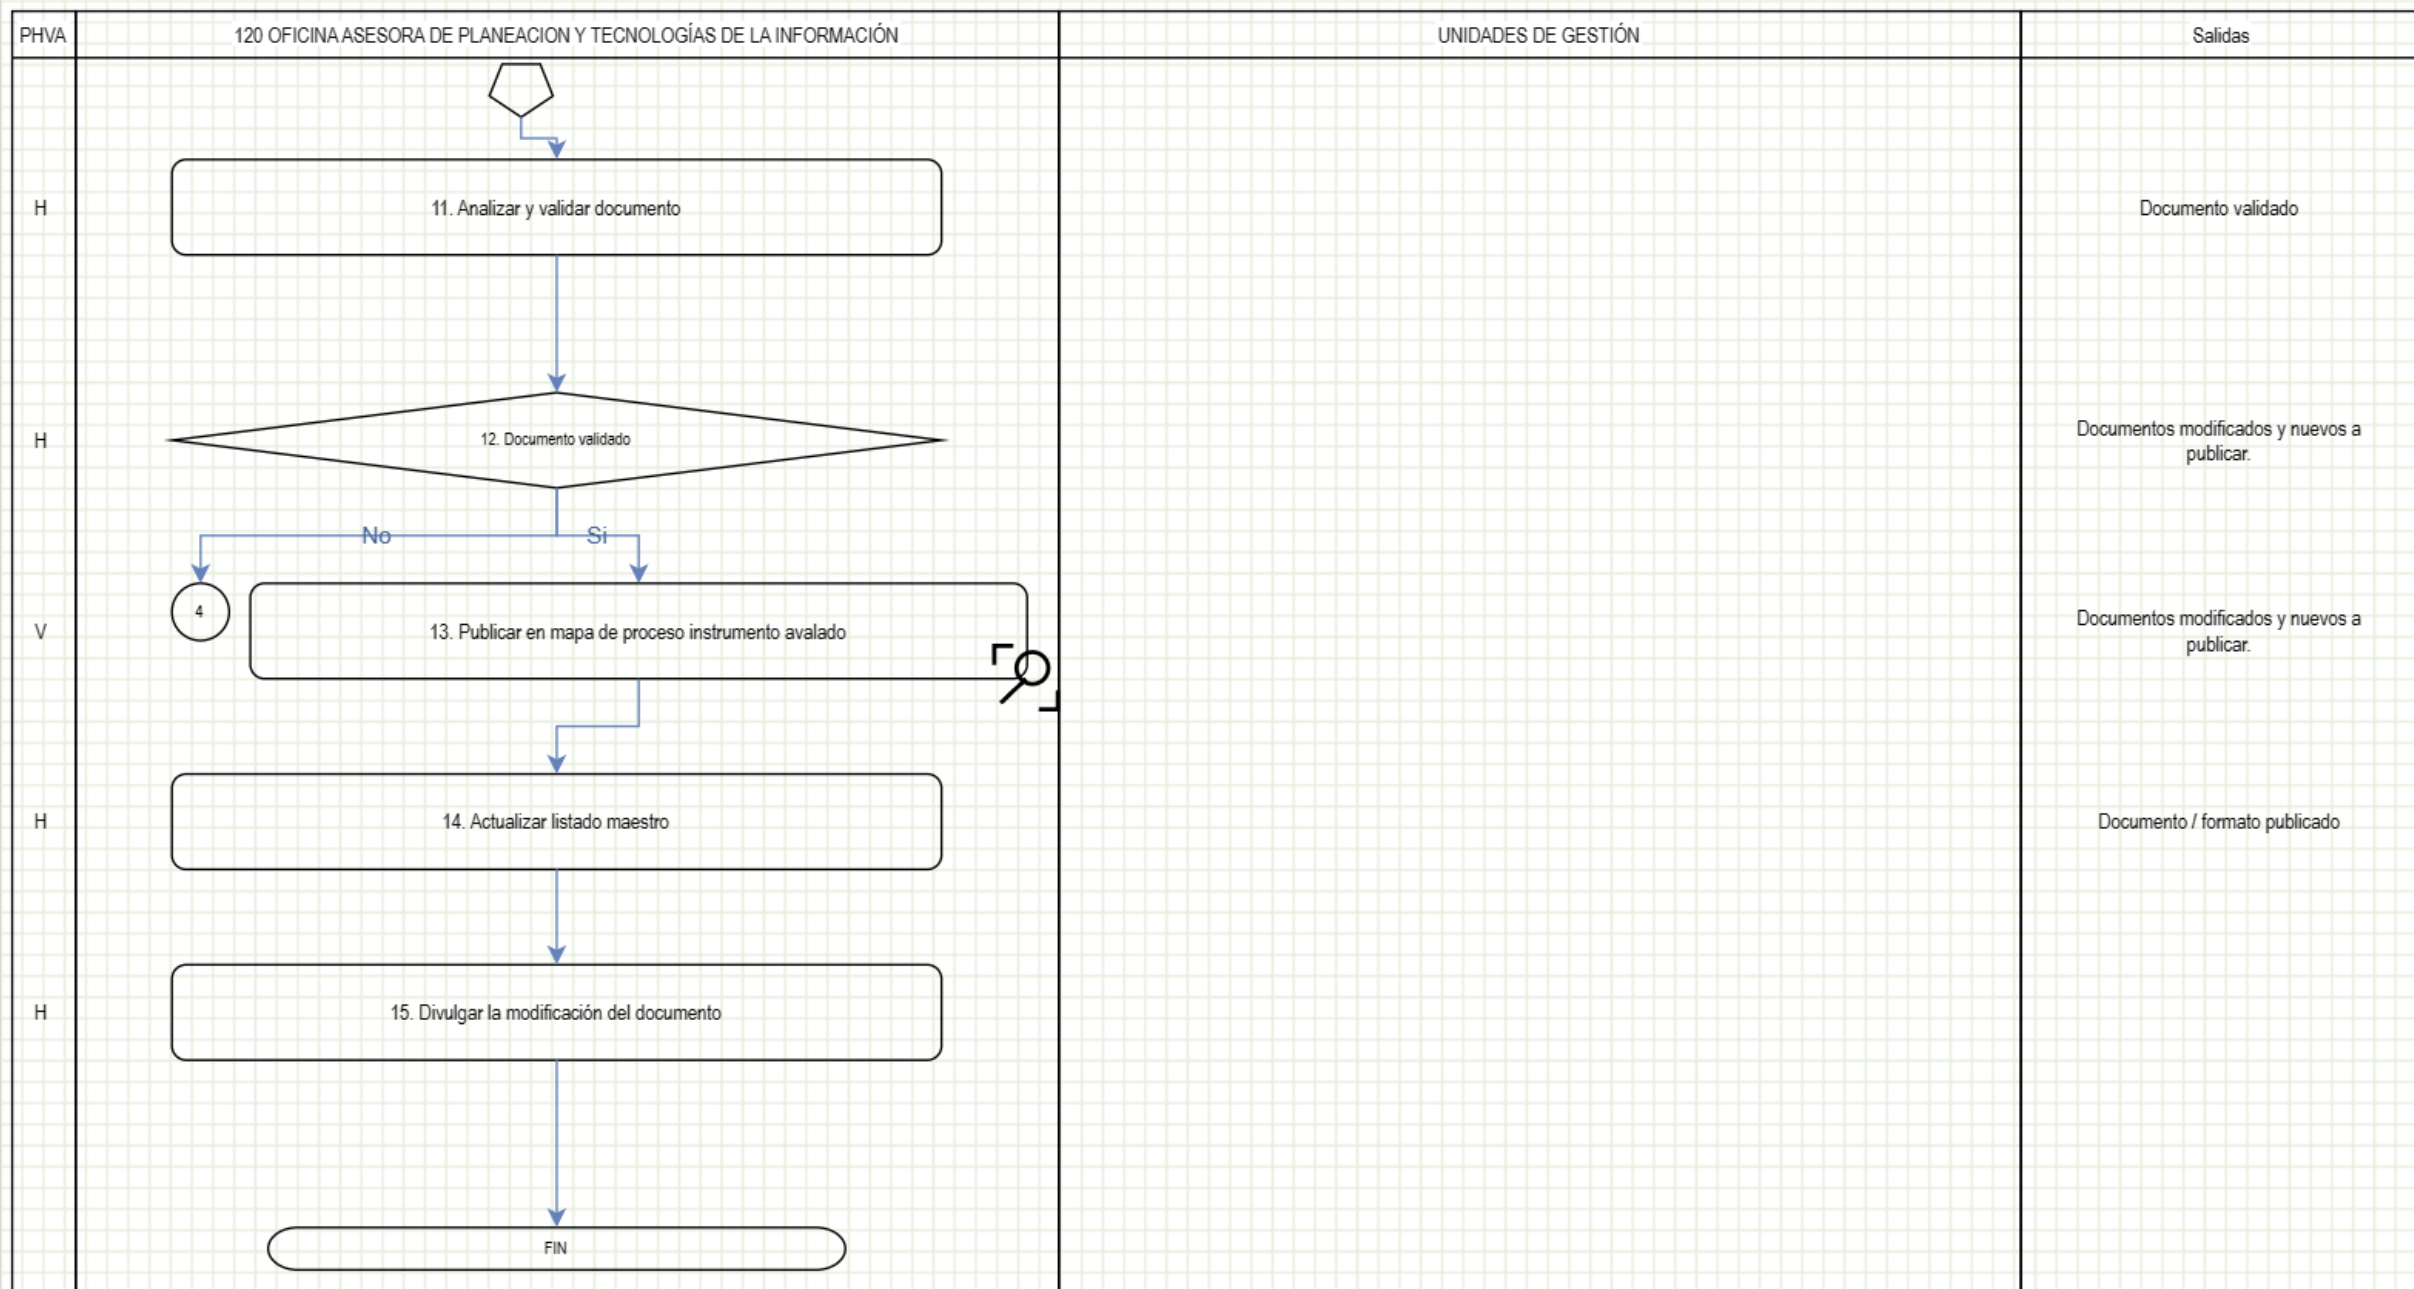 PHVA
120 OFICINA ASESORA DE PLANEACION Y TECNOLOGÍAS DE LA INFORMACIÓN
UNIDADES DE GESTIÓN
Salidas
H
11. Analizar y validar documento
Documento validado
H
12. Documento validado
Documentos modificados y nuevos a
publicar.
No
Si
4
V
13. Publicar en mapa de proceso instrumento avalado
Documentos modificados y nuevos a
publicar.
H
14. Actualizar listado maestro
Documento / formato publicado
H
15. Divulgar la modificación del documento
FIN